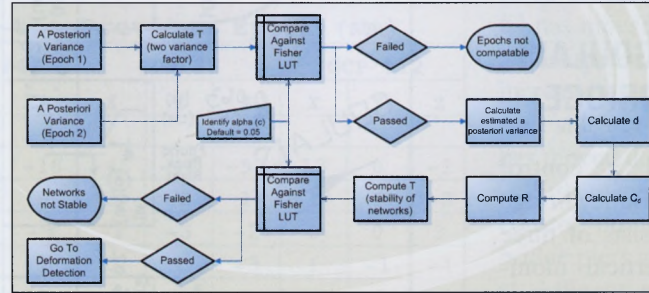 A Posteriori
Variance
(Epoch 1)
Calculate T
(two variance
factor)
Compare
Against
Fisher
LUT
Failed
Epochs not
compatable
A Posteriori
Variance
(Epoch 2)
Identify alpha (c)
Default = 0.05
Passed
Calculate
estimated a
posteriori variance
Calculate d
Networks
not Stable
Failed
Compare
Against
Fisher
LUT
Compute T
(stability of
networks)
Compute R
Calculate Cd
Go To
Deformation
Detection
Passed